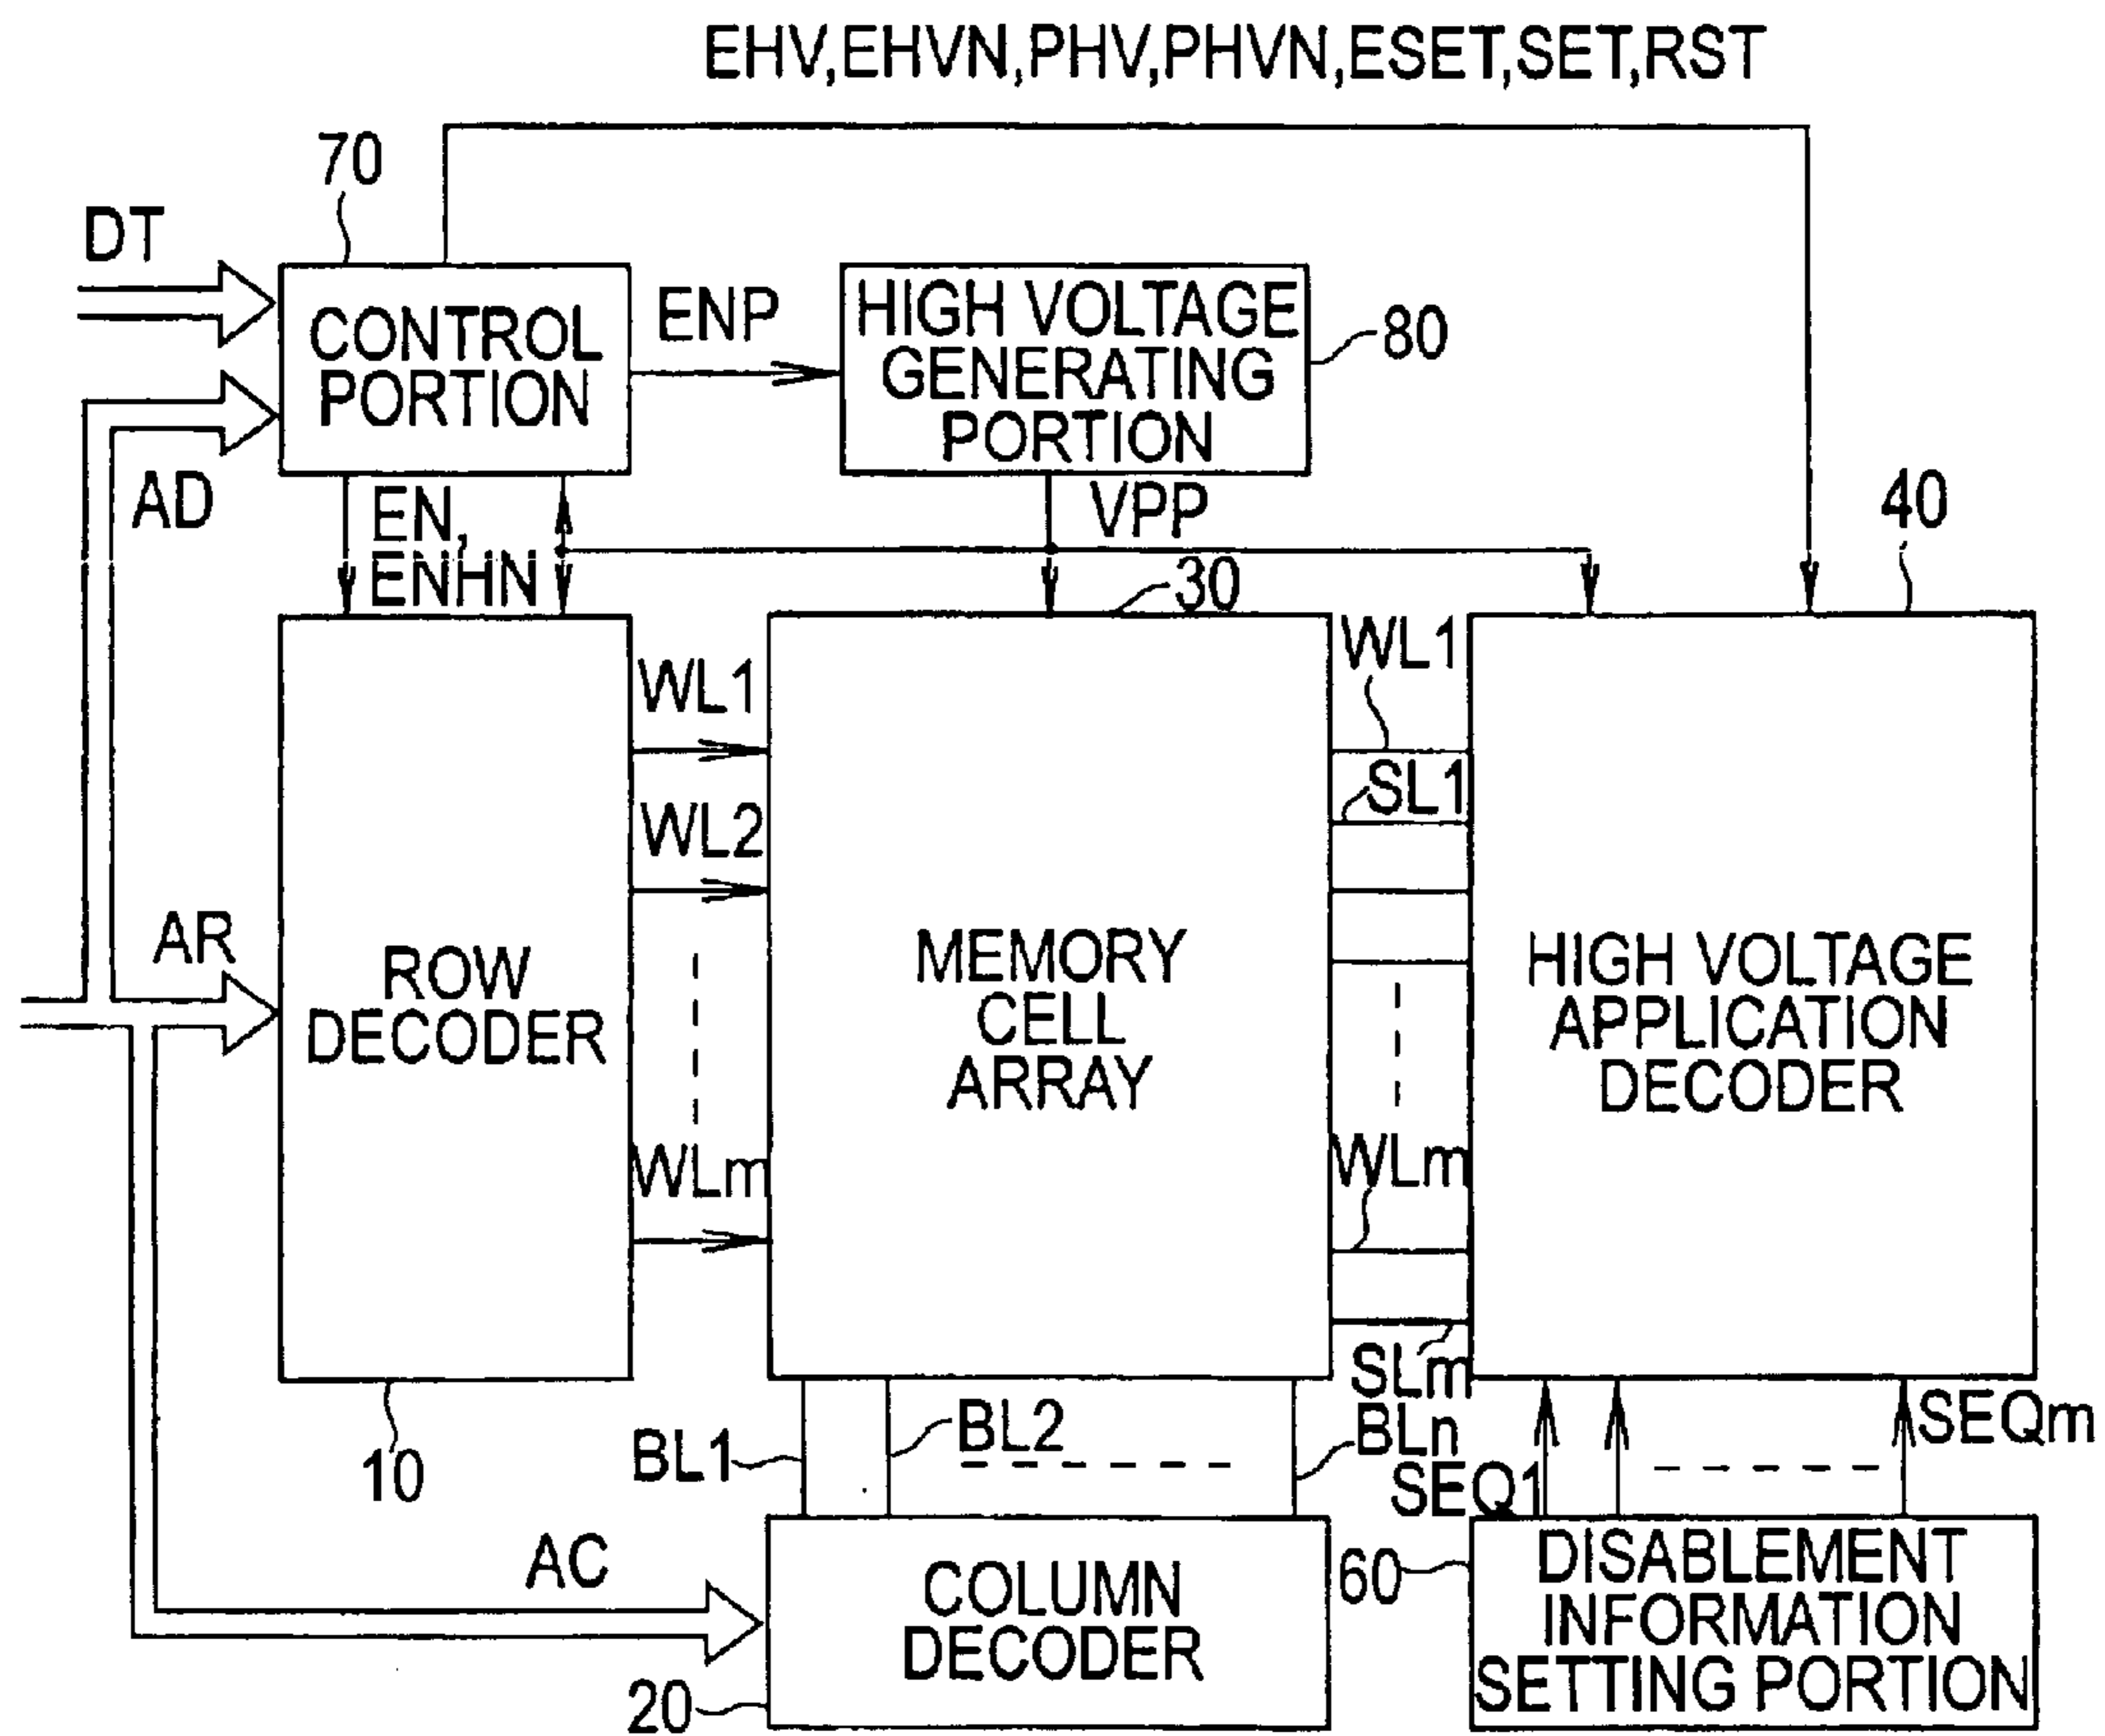 EHV,EHVN,PHV,PHVN,ESET,SET,RST
70
DT
CONTROL
PORTION
ENP
HIGH VOLTAGE
GENERATING
PORTION
80
AD
EN,
ENHN
VPP
40
30
WL1
WL1
SL1
WL2
AR
ROW
DECODER
MEMORY
CELL
ARRAY
HIGH VOLTAGE
APPLICATION
DECODER
WLm
WLm
SLm
10
BL1
BL2
BLn
SEQ1
SEQm
AC
COLUMN
DECODER
20
60
DISABLEMENT
INFORMATION
SETTING PORTION